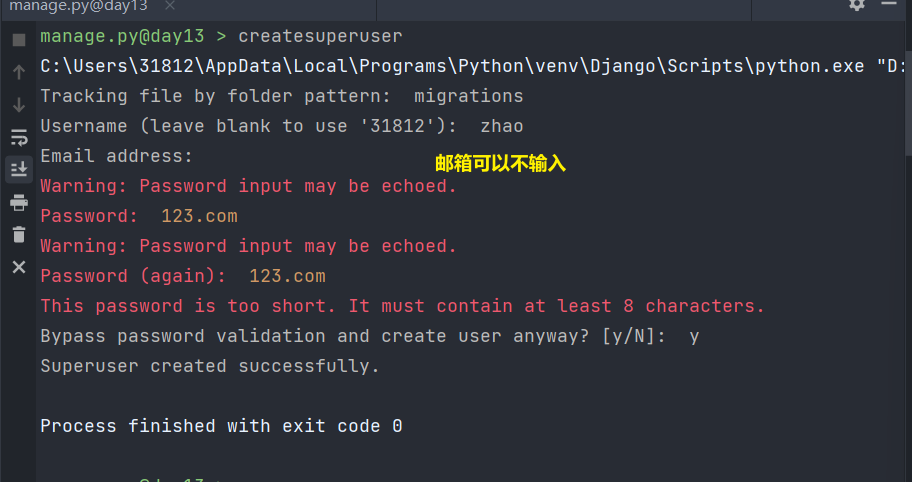 manage.py@day13
manage.py@day13 > createsuperuser
C:\Users\31812\AppData\Local\Programs\Python\venv\Django\Scripts\python.exe "D:
Tracking file by folder pattern:  migrations
Username (leave blank to use '31812'):  zhao
Email address:
邮箱可以不输入
Warning: Password input may be echoed.
Password:  123.com
Warning: Password input may be echoed.
Password (again):  123.com
This password is too short. It must contain at least 8 characters.
Bypass password validation and create user anyway? [y/N]:  y
Superuser created successfully.
Process finished with exit code 0